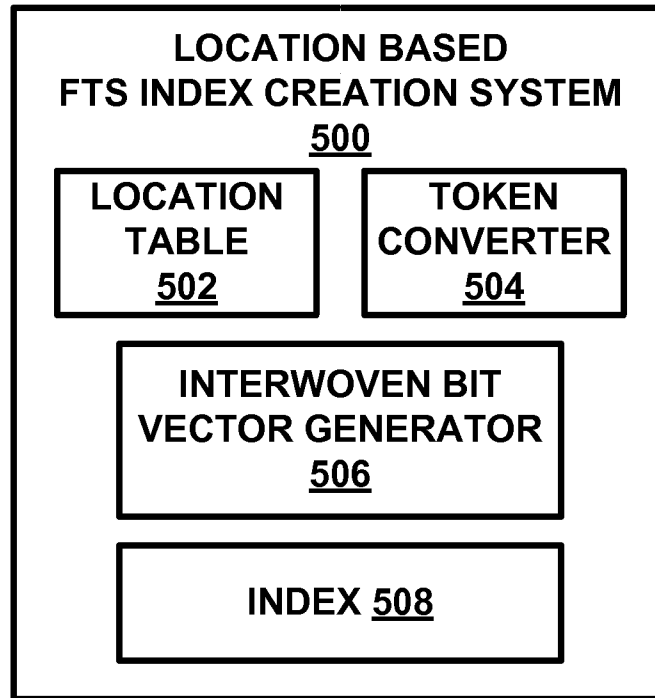 LOCATION BASED
FTS INDEX CREATION SYSTEM
500
LOCATION
TABLE
502
TOKEN
CONVERTER
504
INTERWOVEN BIT
VECTOR GENERATOR
506
INDEX 508